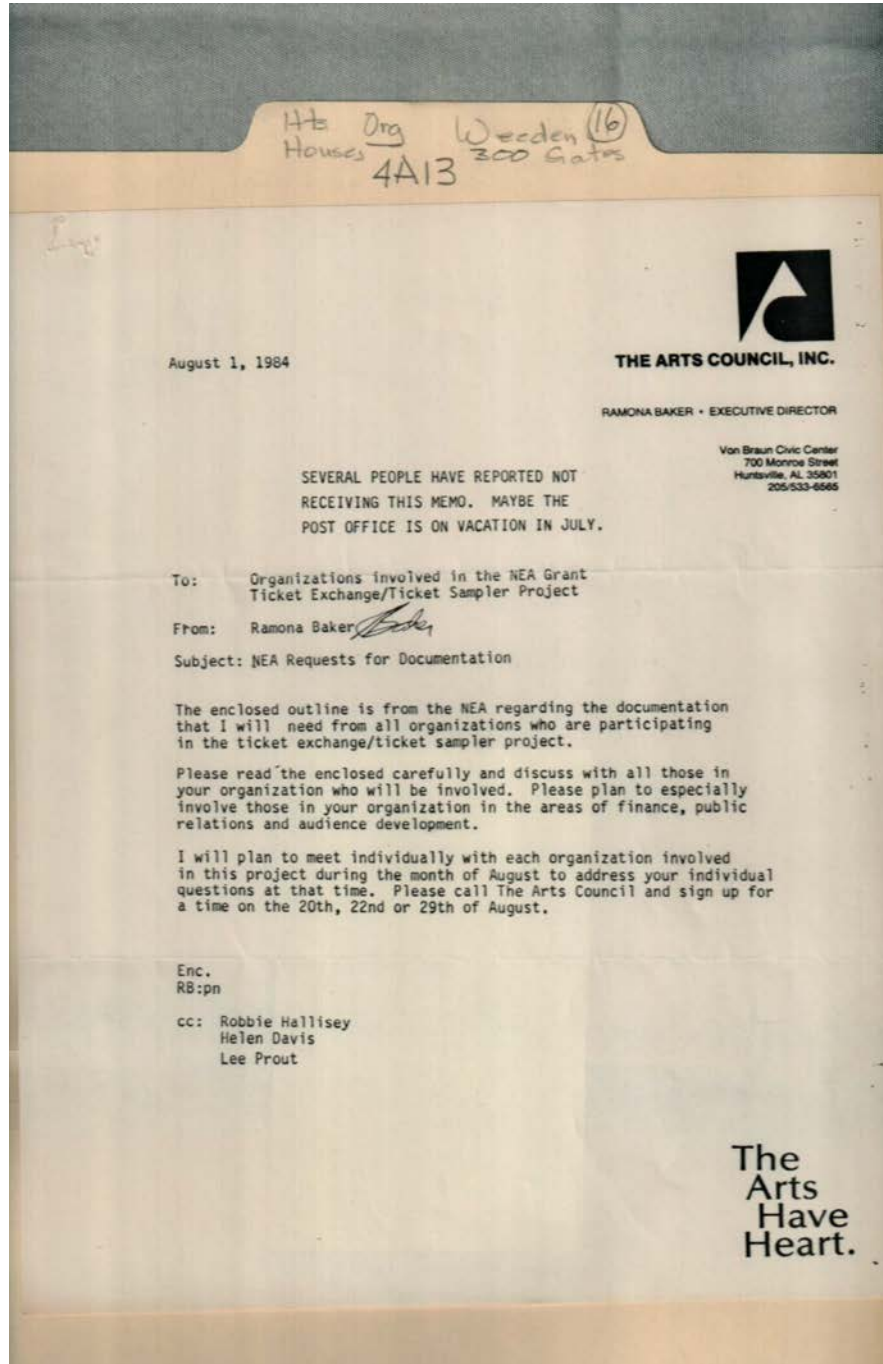 Hts Org Weeden 16
Houses 300 Gates
4A13
August 1, 1984
THE ARTS COUNCIL, INC.
RAMONA BAKER • EXECUTIVE DIRECTOR
Von Braun Civic Center
700 Monroe Street
Huntsville, AL 35801
205/533-6565
SEVERAL PEOPLE HAVE REPORTED NOT
RECEIVING THIS MEMO. MAYBE THE
POST OFFICE IS ON VACATION IN JULY.
To: Organizations involved in the NEA Grant
Ticket Exchange/Ticket Sampler Project
From: Ramona Baker
Subject: NEA Requests for Documentation
The enclosed outline is from the NEA regarding the documentation
that I will need from all organizations who are participating
in the ticket exchange/ticket sampler project.
Please read the enclosed carefully and discuss with all those in
your organization who will be involved. Please plan to especially
involve those in your organization in the areas of finance, public
relations and audience development.
I will plan to meet individually with each organization involved
in this project during the month of August to address your individual
questions at that time. Please call The Arts Council and sign up for
a time on the 20th, 22nd or 29th of August.
Enc.
RB:pn
cc: Robbie Hallisey
Helen Davis
Lee Prout
The
Arts
Have
Heart.